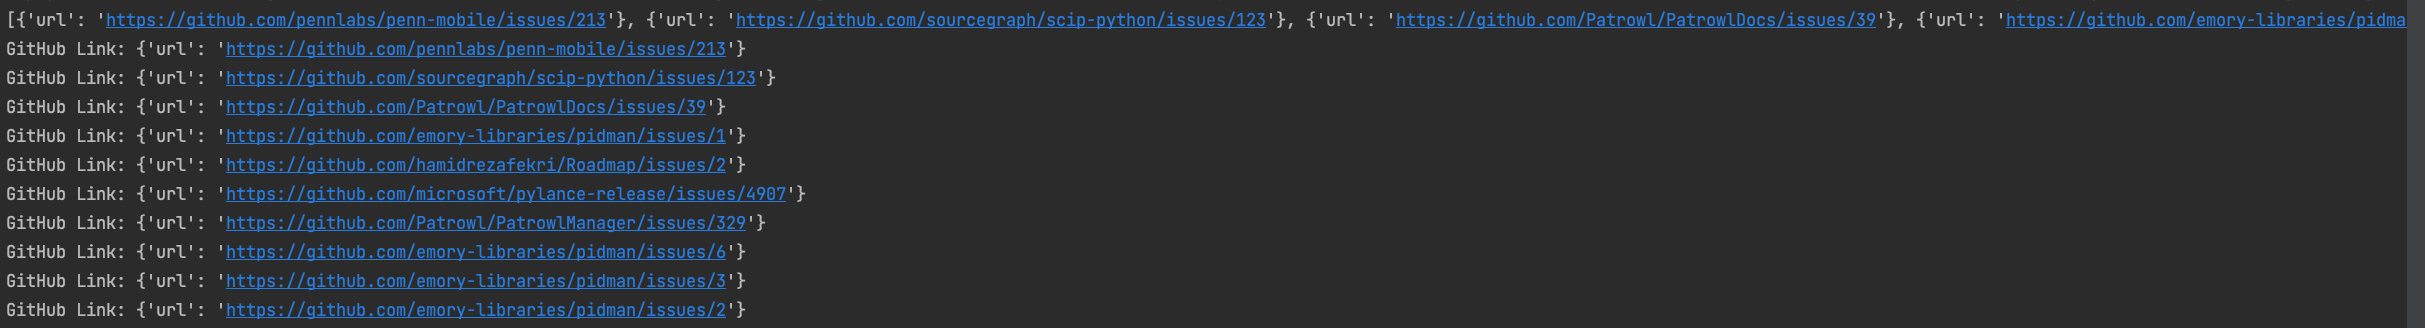 [{'url': 'https://github.com/pennlabs/penn-mobile/issues/213'}, {'url': 'https://github.com/sourcegraph/scip-python/issues/123'}, {'url': 'https://github.com/Patrowl/PatrowlDocs/issues/39'}, {'url': 'https://github.com/emory-libraries/pidma
GitHub Link: {'url': 'https://github.com/pennlabs/penn-mobile/issues/213'}
GitHub Link: {'url': 'https://github.com/sourcegraph/scip-python/issues/123'}
GitHub Link: {'url': 'https://github.com/Patrowl/PatrowlDocs/issues/39'}
GitHub Link: {'url': 'https://github.com/emory-libraries/pidman/issues/1'}
GitHub Link: {'url': 'https://github.com/hamidrezafekri/Roadmap/issues/2'}
GitHub Link: {'url': 'https://github.com/microsoft/pylance-release/issues/4907'}
GitHub Link: {'url': 'https://github.com/Patrowl/PatrowlManager/issues/329'}
GitHub Link: {'url': 'https://github.com/emory-libraries/pidman/issues/6'}
GitHub Link: {'url': 'https://github.com/emory-libraries/pidman/issues/3'}
GitHub Link: {'url': 'https://github.com/emory-libraries/pidman/issues/2'}